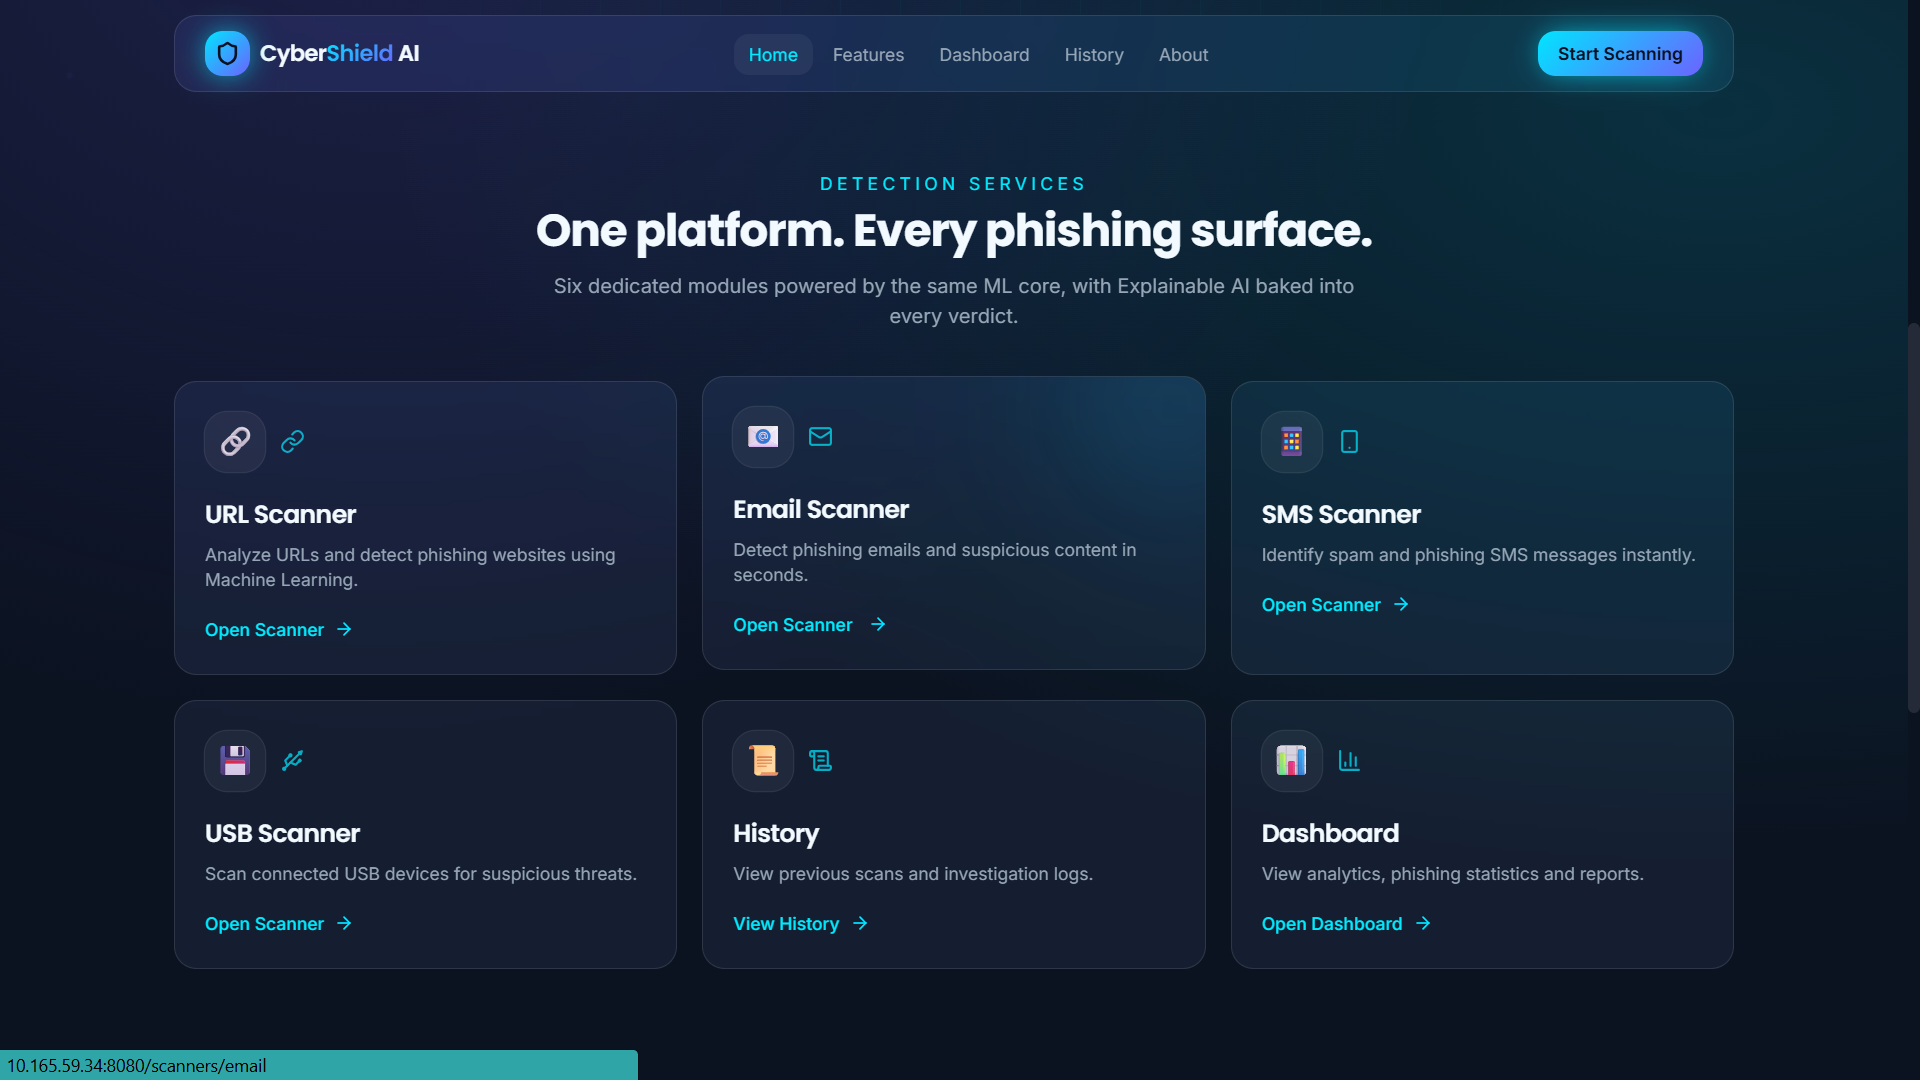 CyberShield AI
Home
Features
Dashboard
History
About
Start Scanning
DETECTION SERVICES
One platform. Every phishing surface.
Six dedicated modules powered by the same ML core, with Explainable AI baked into
every verdict.
URL Scanner
Analyze URLs and detect phishing websites using
Machine Learning.
Open Scanner
Email Scanner
Detect phishing emails and suspicious content in
seconds.
Open Scanner
SMS Scanner
Identify spam and phishing SMS messages instantly.
Open Scanner
USB Scanner
Scan connected USB devices for suspicious threats.
Open Scanner
History
View previous scans and investigation logs.
View History
Dashboard
View analytics, phishing statistics and reports.
Open Dashboard
10.165.59.34:8080/scanners/email